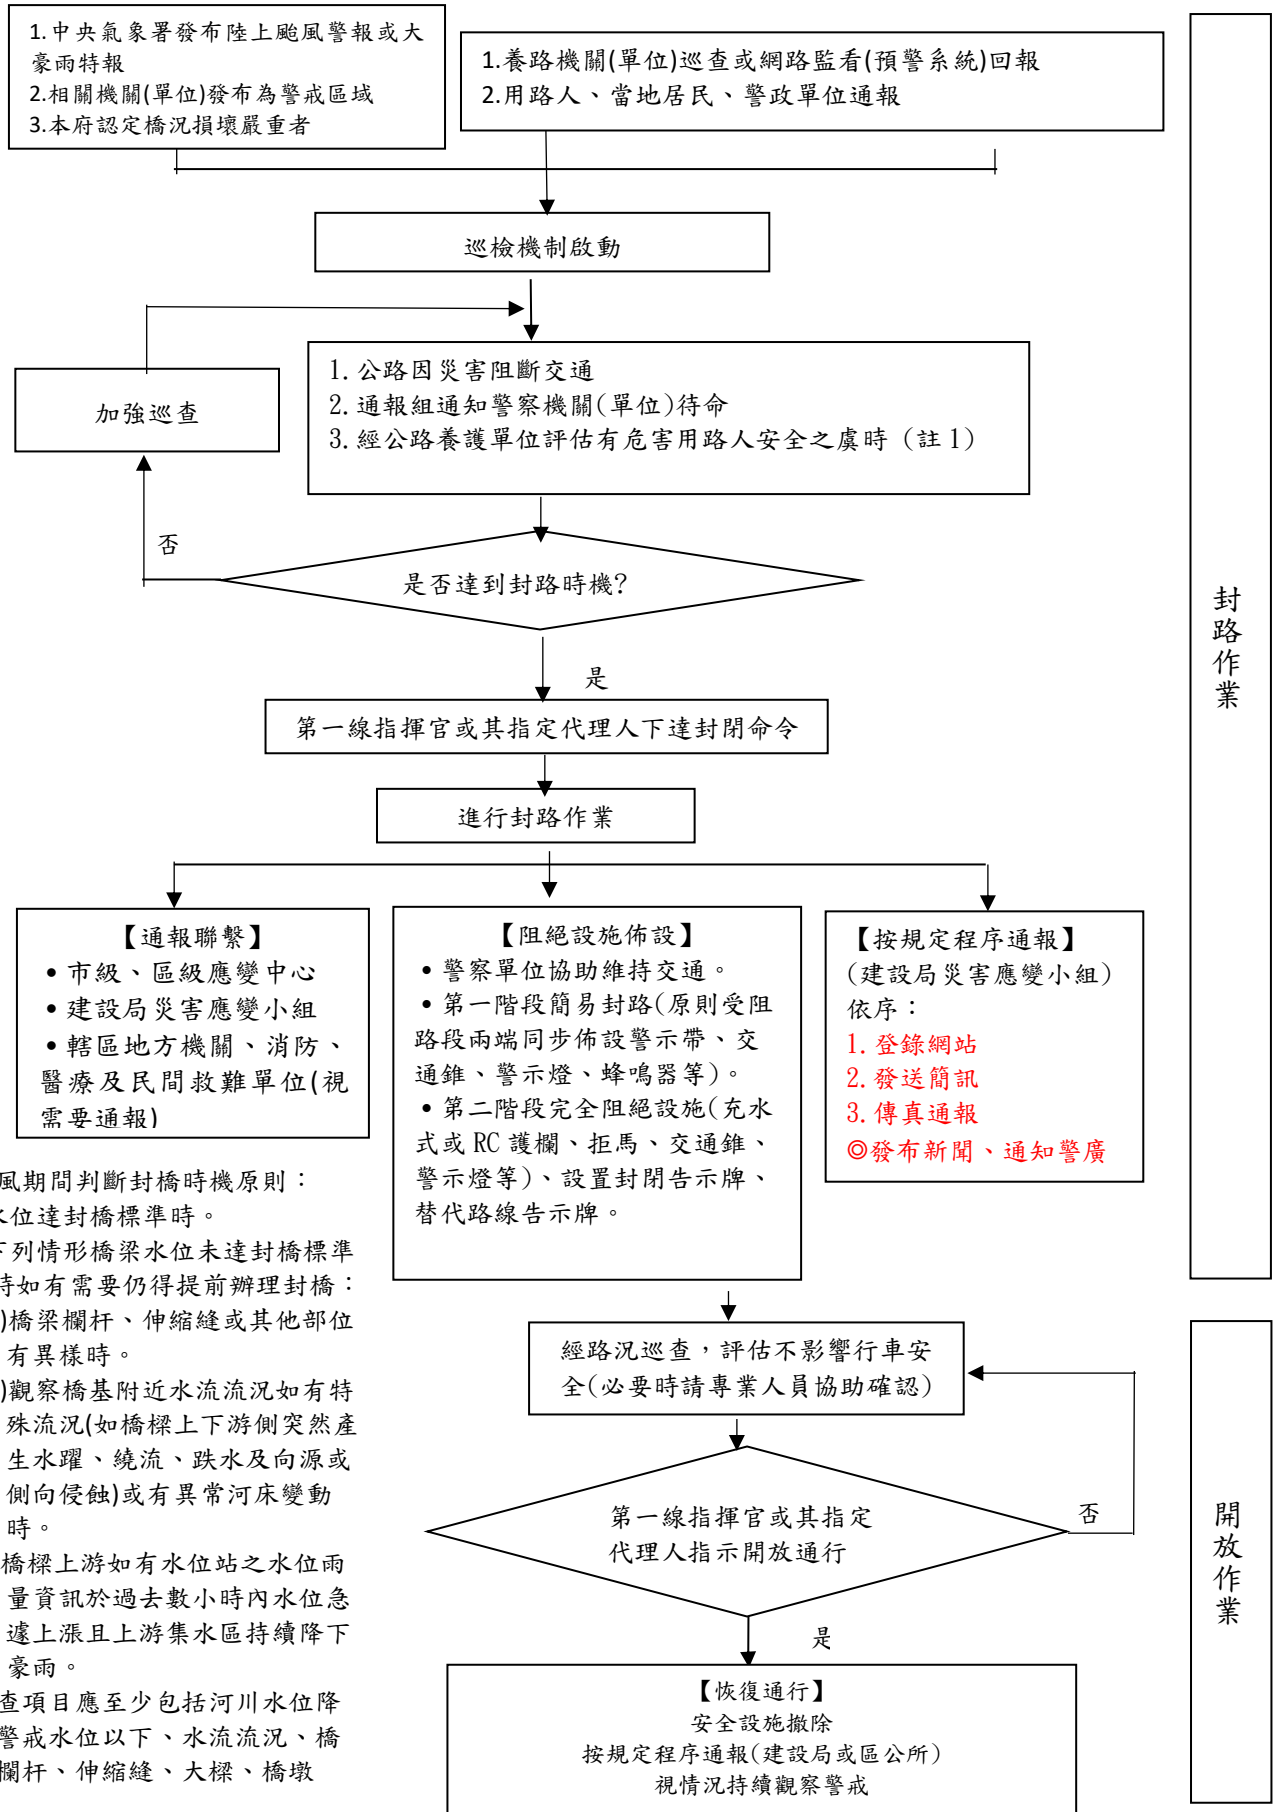 1.中央氣象署發布陸上颱風警報或大
豪雨特報
2.相關機關(單位)發布為警戒區域
3.本府認定橋況損壞嚴重者
1.養路機關(單位)巡查或網路監看(預警系統)回報
2.用路人、當地居民、警政單位通報
巡檢機制啟動
加強巡查
1.公路因災害阻斷交通
2.通報組通知警察機關(單位)待命
3.經公路養護單位評估有危害用路人安全之虞時（註1）
否
是否達到封路時機?
是
第一線指揮官或其指定代理人下達封閉命令
進行封路作業
封路作業
【通報聯繫】
•市級、區級應變中心
•建設局災害應變小組
•轄區地方機關、消防、
醫療及民間救難單位(視
需要通報)
【阻絕設施佈設】
•警察單位協助維持交通。
•第一階段簡易封路(原則受阻
路段兩端同步佈設警示帶、交
通錐、警示燈、蜂鳴器等)。
•第二階段完全阻絕設施(充水
式或RC護欄、拒馬、交通錐、
警示燈等)、設置封閉告示牌、
替代路線告示牌。
【按規定程序通報】
(建設局災害應變小組)
依序：
1.登錄網站
2.發送簡訊
3.傳真通報
◎發布新聞、通知警廣
風期間判斷封橋時機原則：
水位達封橋標準時。
下列情形橋梁水位未達封橋標準
時如有需要仍得提前辦理封橋：
)橋梁欄杆、伸縮縫或其他部位
有異樣時。
)觀察橋基附近水流流況如有特
殊流況(如橋樑上下游側突然產
生水躍、繞流、跌水及向源或
側向侵蝕)或有異常河床變動
時。
橋樑上游如有水位站之水位雨
量資訊於過去數小時內水位急
遽上漲且上游集水區持續降下
豪雨。
查項目應至少包括河川水位降
警戒水位以下、水流流況、橋
欄杆、伸縮縫、大樑、橋墩
經路況巡查，評估不影響行車安
全(必要時請專業人員協助確認)
第一線指揮官或其指定
代理人指示開放通行
否
是
【恢復通行】
安全設施撤除
按規定程序通報(建設局或區公所)
視情況持續觀察警戒
開放作業